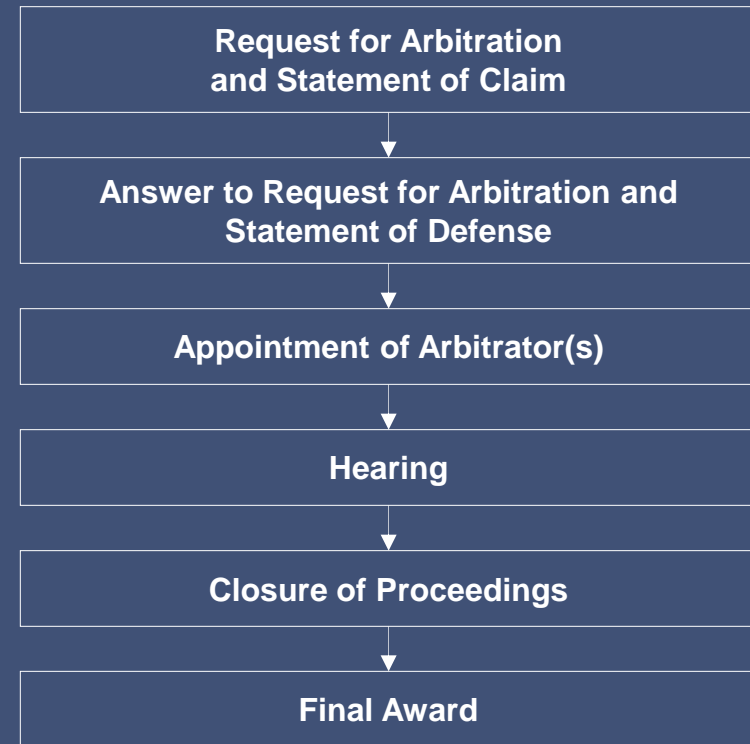 Request for Arbitration
and Statement of Claim
Answer to Request for Arbitration and
Statement of Defense
Appointment of Arbitrator(s)
Hearing
Closure of Proceedings
Final Award